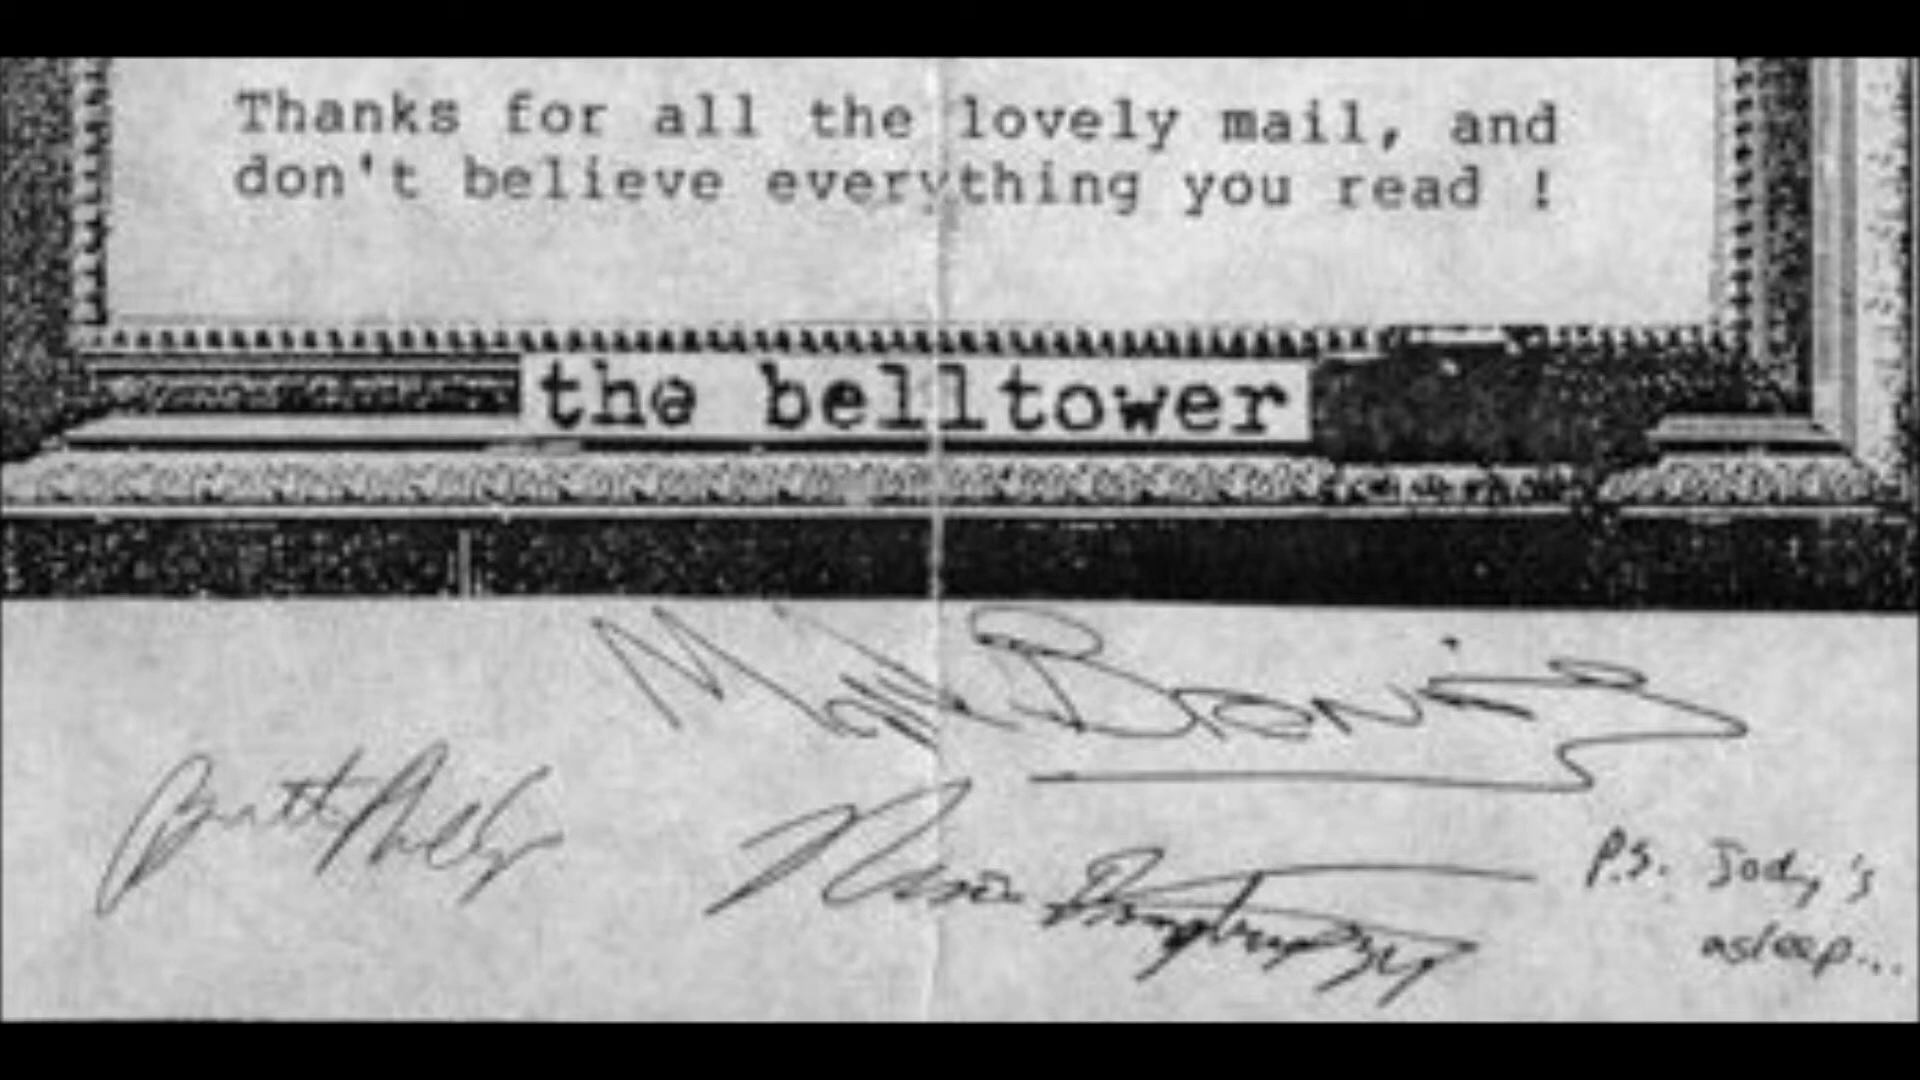 Thanks for all the lovely mail, and
don't believe everything you read !
the belltower
P.S. Jody's
asleep...